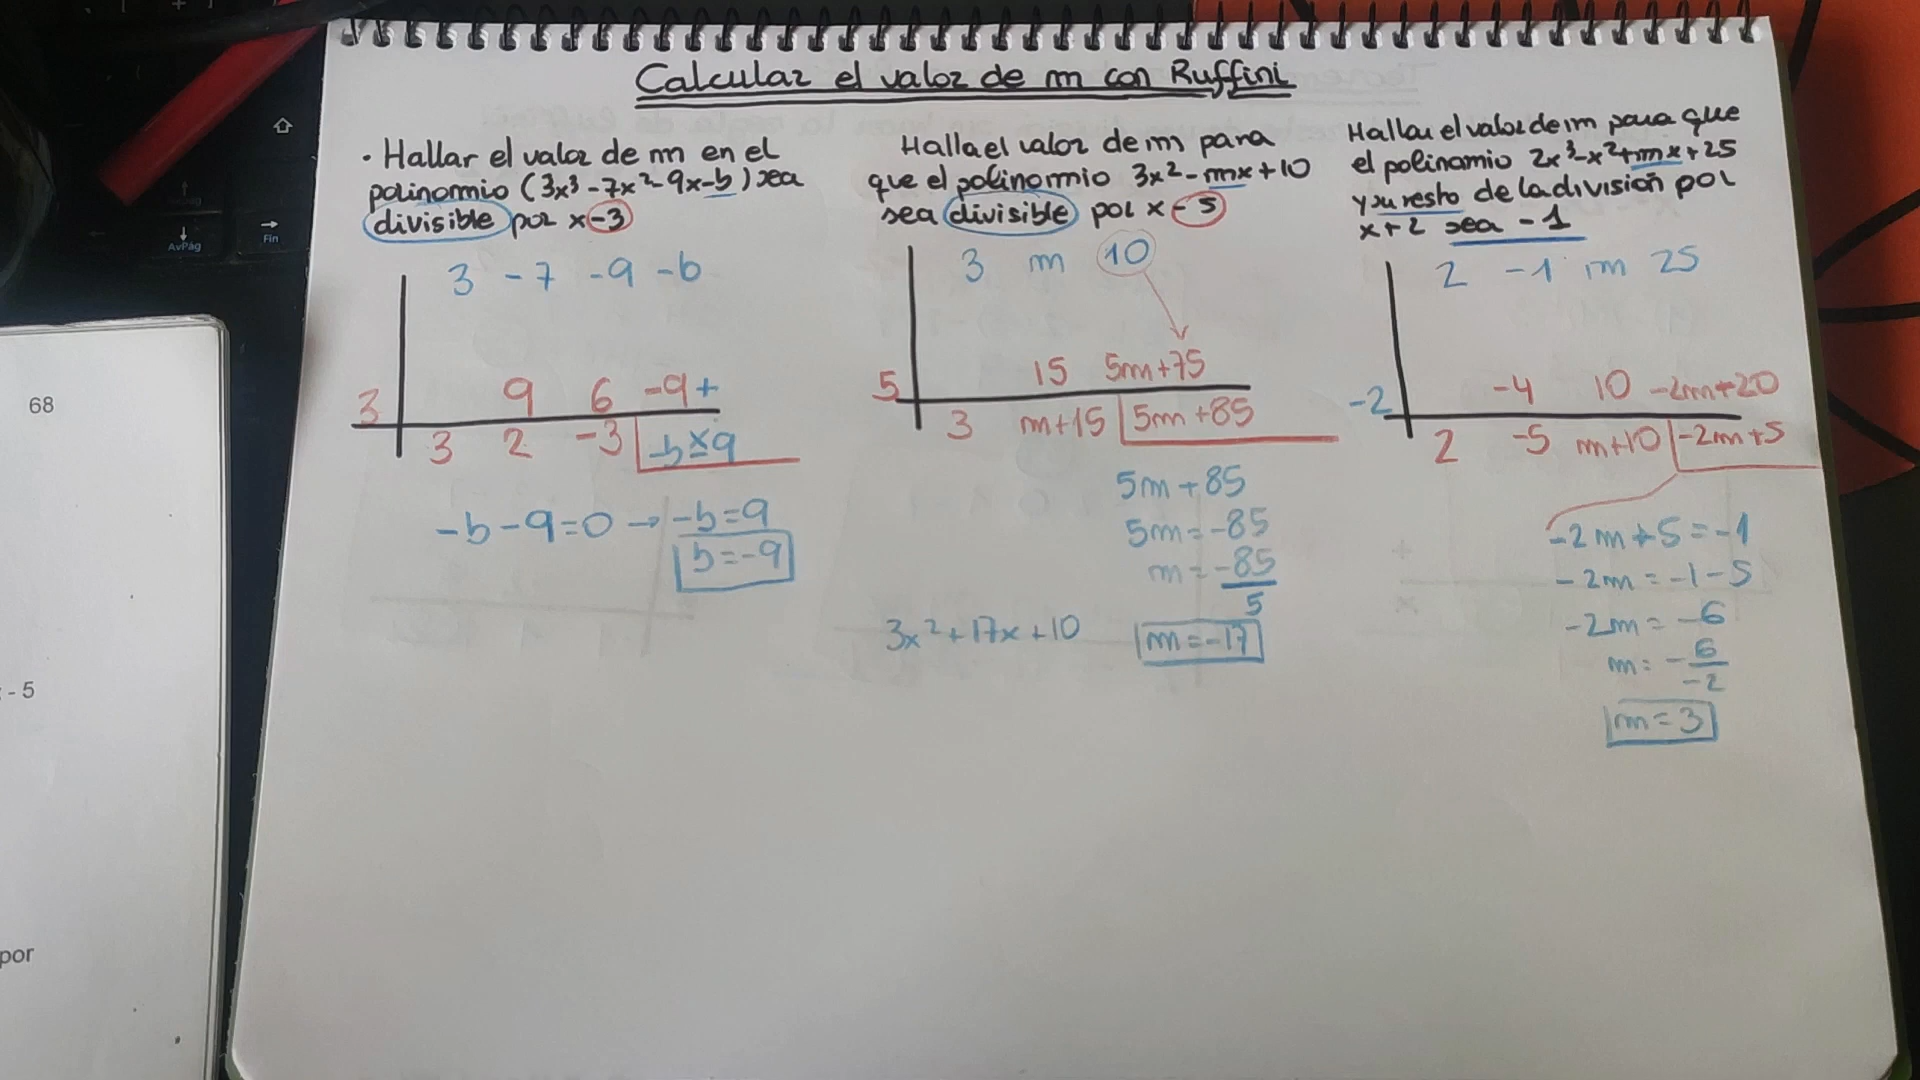 Calcular el valor de m con Ruffini
· Hallar el valor de m en el
polinomio (3x³-7x²-9x-b) sea
divisible por x-3
3 -7 -9 -b
9 6 -9+
3
3 2 -3 -b
9
-b-9=0 → -b=9
b=-9
Halla el valor de m para
que el polinomio 3x²-mx+10
sea divisible por x-5
3 m 10
15 5m+75
5
3 m+15 5m+85
5m+85
5m=-85
m=-85
5
3x²+17x+10
m=-17
Hallar el valor de m para que
el polinomio 2x³-x²+mx+25
y su resto de la división por
x+2 sea -1
2 -1 m 25
-4 10 -2m+20
-2
2 -5 m+10 -2m+5
-2m+5=-1
-2m=-1-5
-2m=-6
m=-6
-2
m=3
68
-5
por
AvPág
Fin